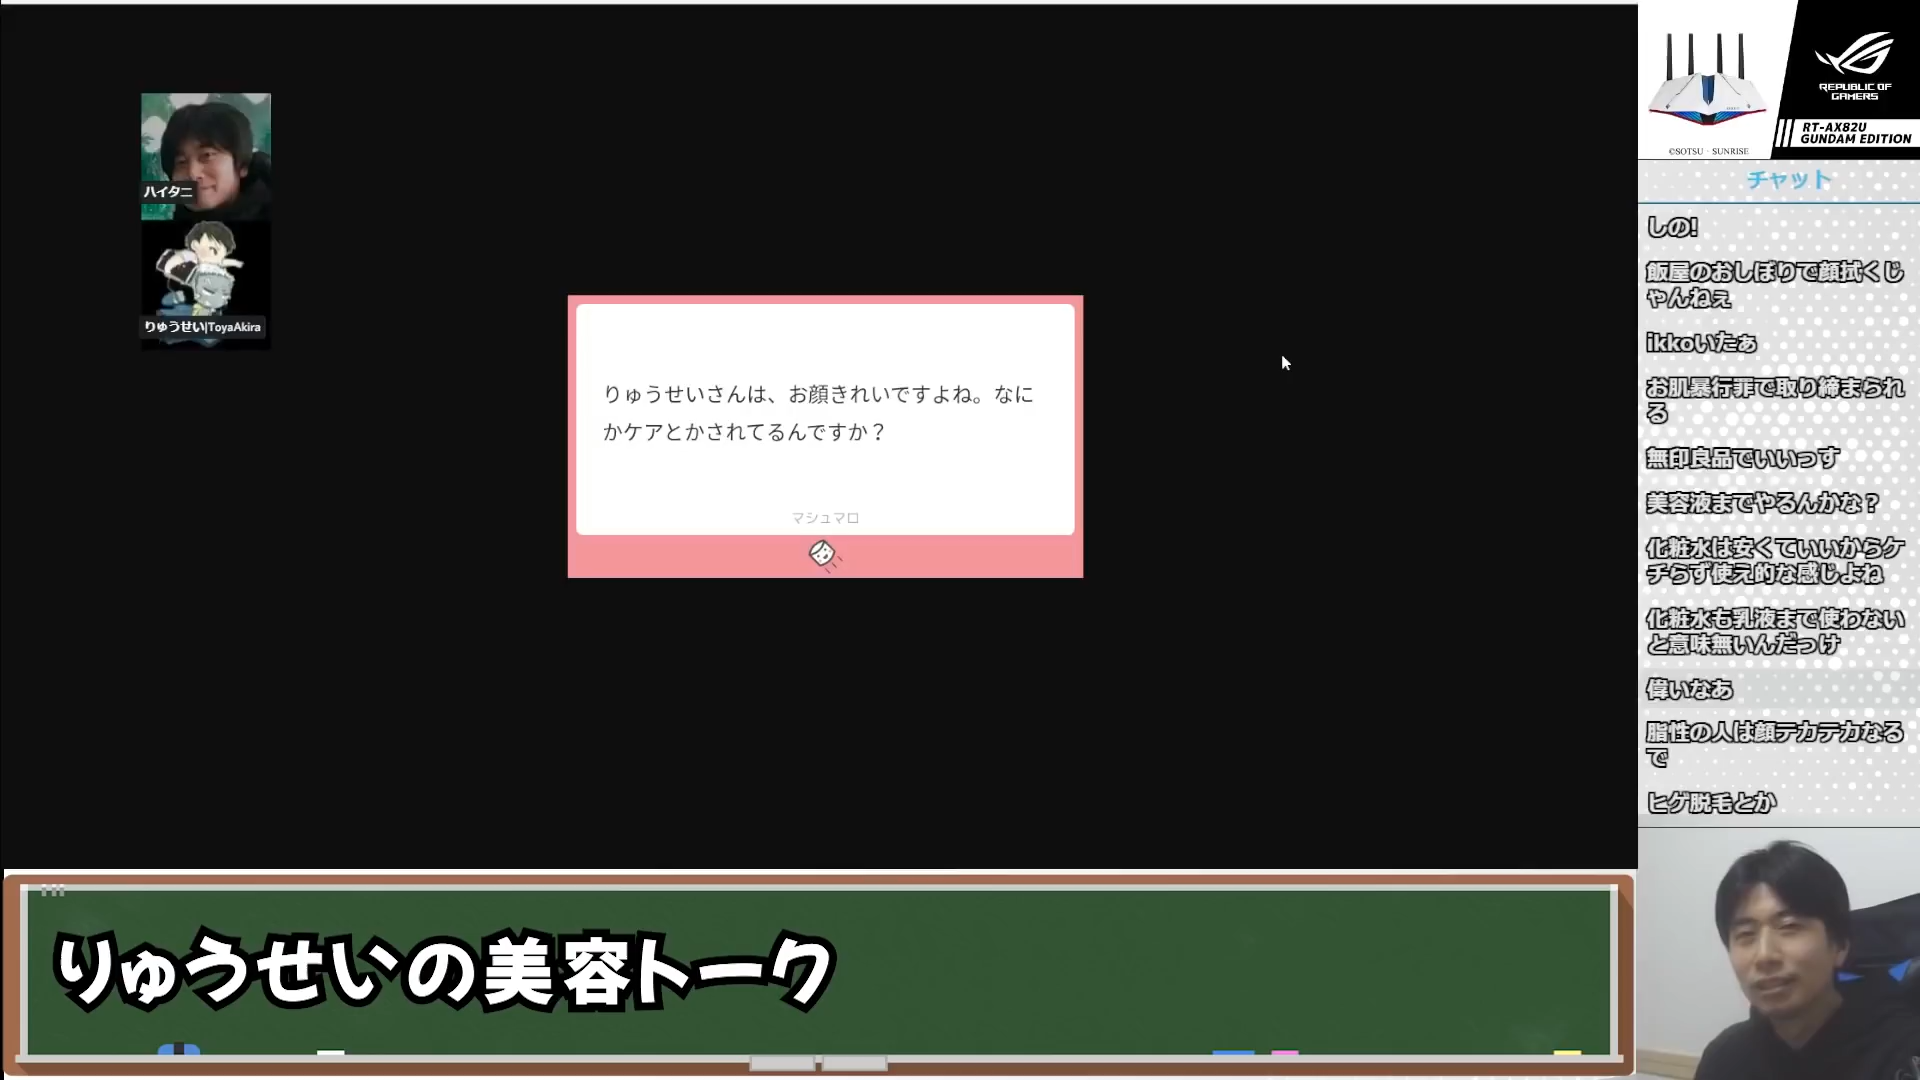 ハイタニ
りゅうせい|ToyaAkira
りゅうせいさんは、お顔きれいですよね。なに
かケアとかされてるんですか？
マシュマロ
りゅうせいの美容トーク
REPUBLIC OF
GAMERS
RT-AX82U
GUNDAM EDITION
©SOTSU・SUNRISE
チャット
しの!
飯屋のおしぼりで顔拭くじ
ゃんねぇ
ikkoいたぁ
お肌暴行罪で取り締まられ
る
無印良品でいいっす
美容液までやるんかな？
化粧水は安くていいからケ
チらず使え的な感じよね
化粧水も乳液まで使わない
と意味無いんだっけ
偉いなあ
脂性の人は顔テカテカなる
で
ヒゲ脱毛とか